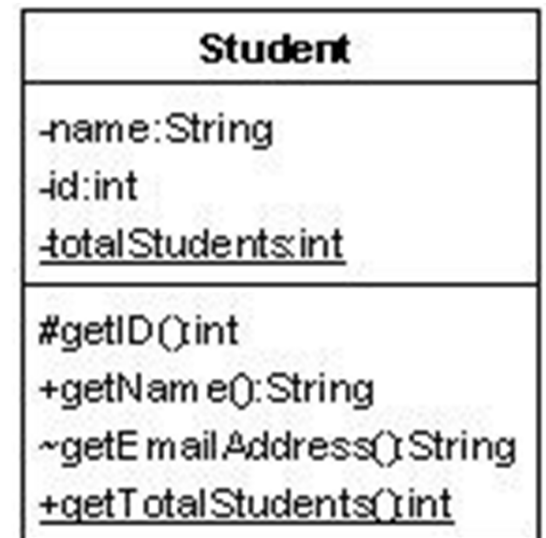 Student
-name:String
-id:int
-totalStudents:int
#getID():int
+getName():String
~getEmailAddress():String
+getTotalStudents():int